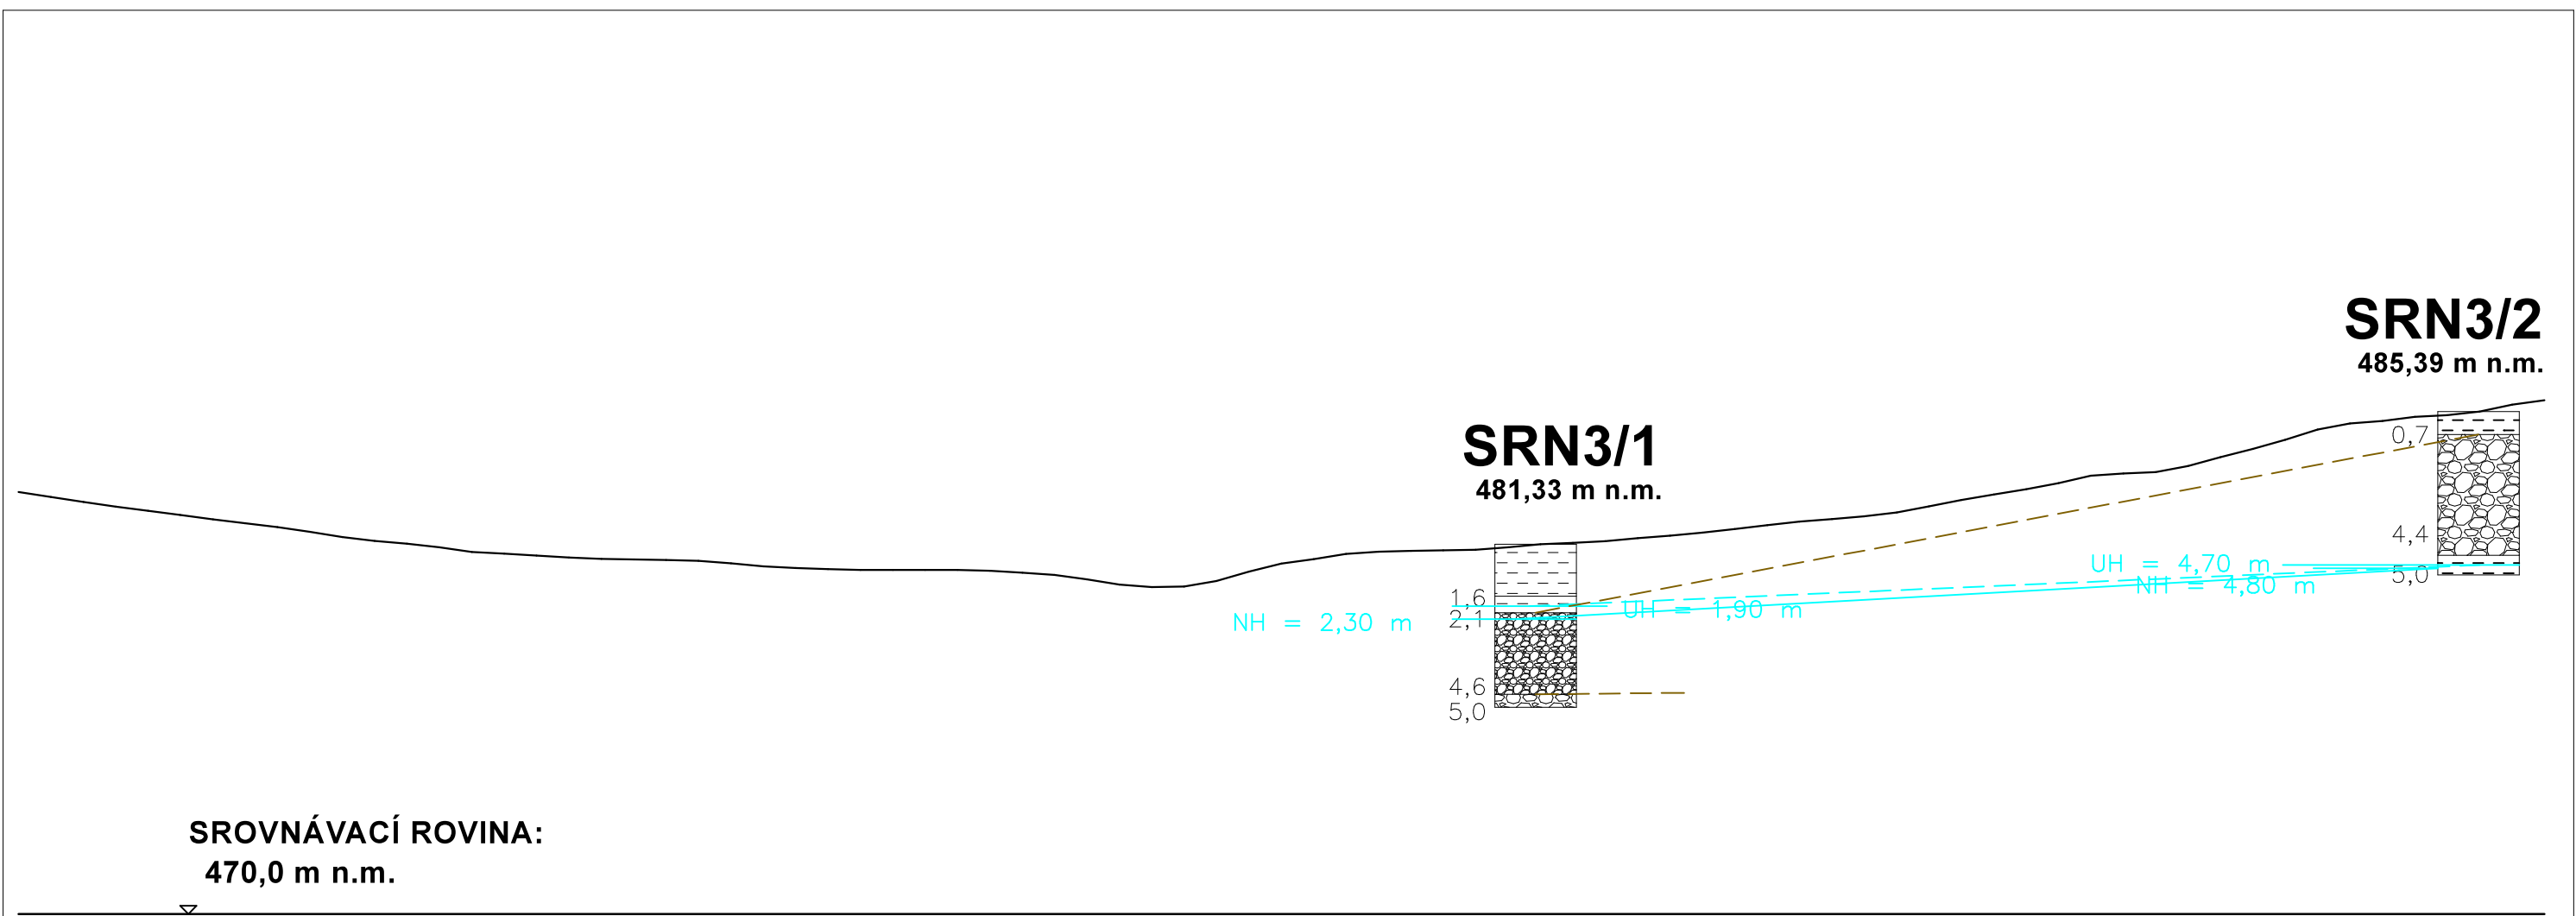 SRN3/2
485,39 m n.m.
SRN3/1
481,33 m n.m.
0,7
4,4
UH = 4,70 m
5,0
NH = 4,80 m
1,6
UH = 1,90 m
NH = 2,30 m
2,1
4,6
5,0
SROVNÁVACÍ ROVINA:
470,0 m n.m.